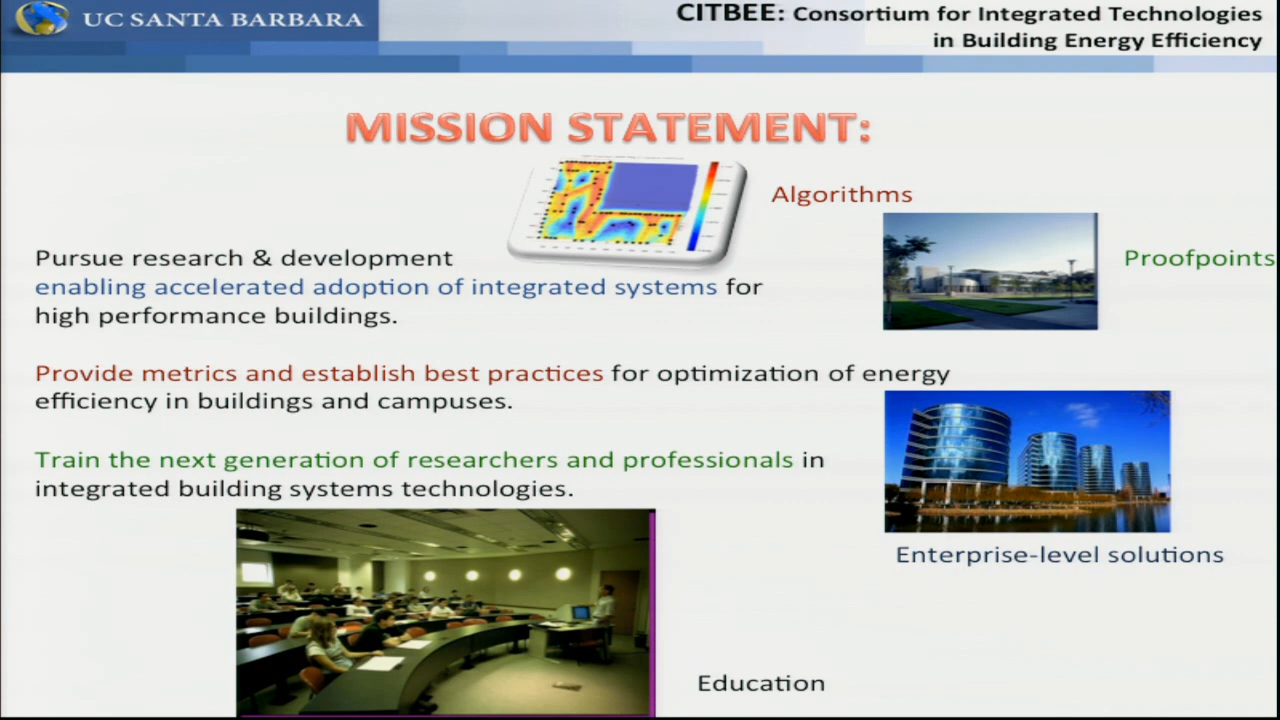 UC SANTA BARBARA
CITBEE: Consortium for Integrated Technologies
in Building Energy Efficiency
MISSION STATEMENT:
Algorithms
Proofpoints
Pursue research & development
enabling accelerated adoption of integrated systems for
high performance buildings.
Provide metrics and establish best practices for optimization of energy
efficiency in buildings and campuses.
Train the next generation of researchers and professionals in
integrated building systems technologies.
Enterprise-level solutions
Education